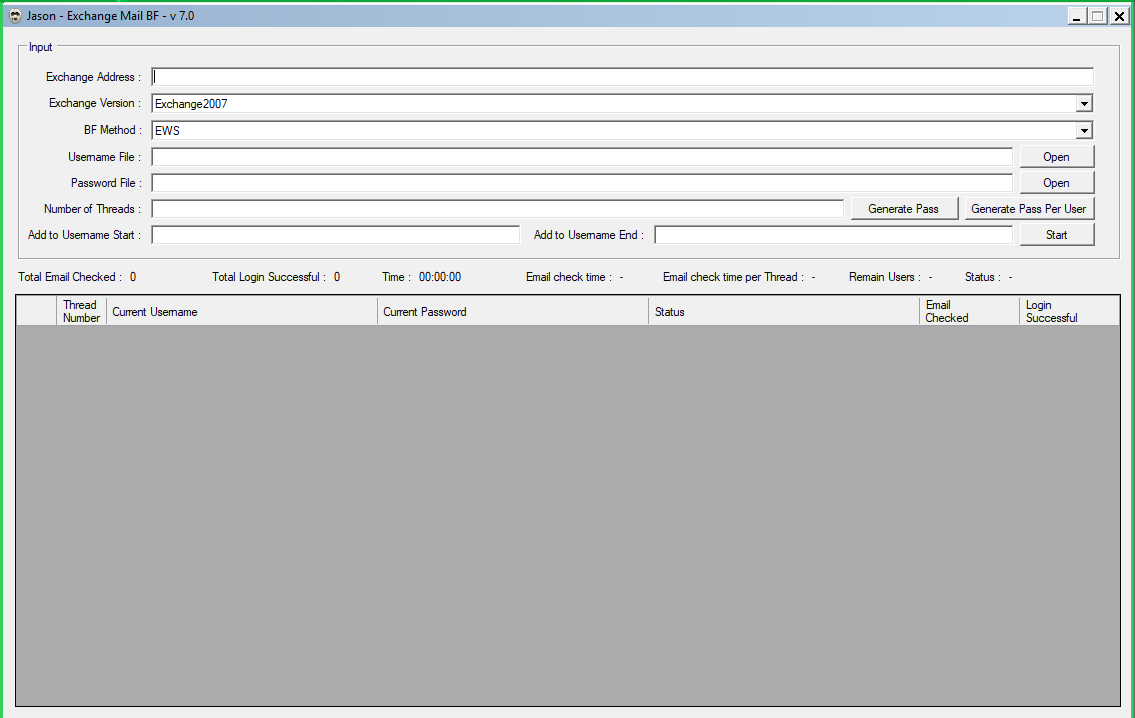 Jason - Exchange Mail BF - v 7.0
Input
Exchange Address :
Exchange Version : Exchange2007
BF Method : EWS
Username File : Open
Password File : Open
Number of Threads : Generate Pass Generate Pass Per User
Add to Username Start : Add to Username End : Start
Total Email Checked : 0 Total Login Successful : 0 Time : 00:00:00 Email check time : - Email check time per Thread : - Remain Users : - Status : -
Thread Number Current Username Current Password Status Email Checked Login Successful